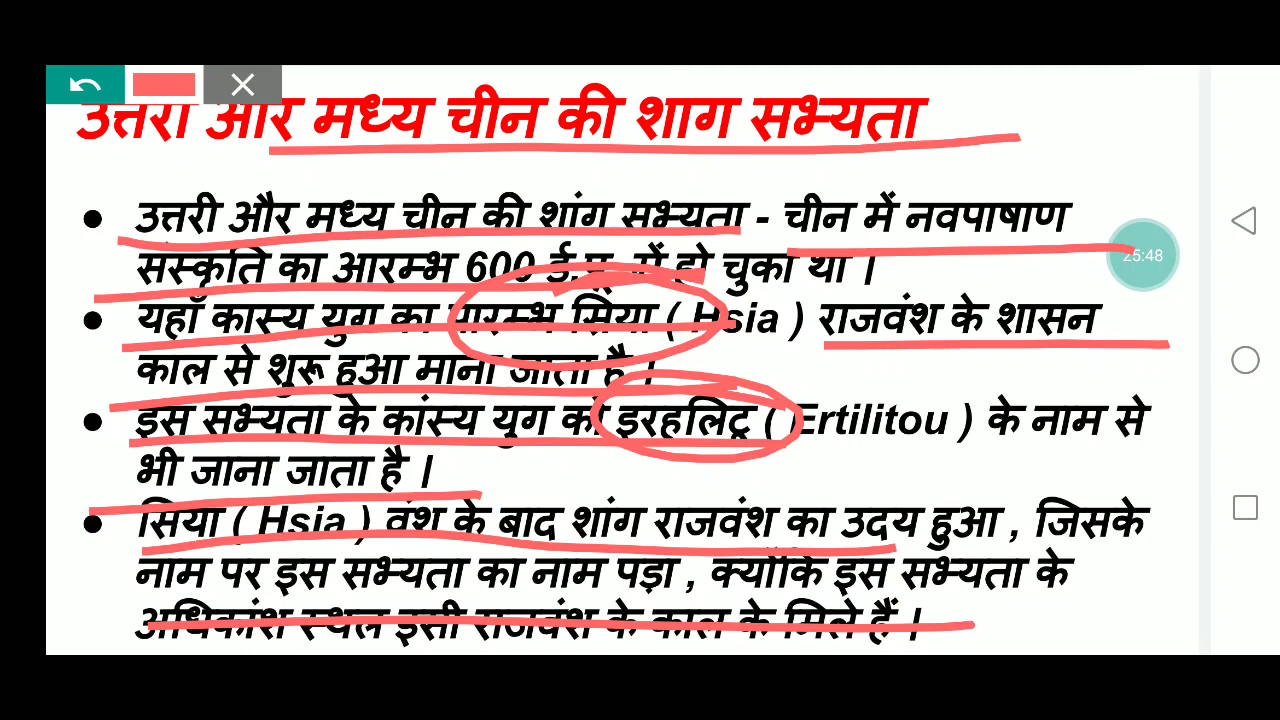 उत्तरी और मध्य चीन की शाग सभ्यता
उत्तरी और मध्य चीन की शांग सभ्यता - चीन में नवपाषाण
25:48
संस्कृति का आरम्भ 600 ई.पू. में हो चुका था ।
यहाँ कास्य युग का प्रारम्भ सिया ( Hsia ) राजवंश के शासन
काल से शुरू हुआ माना जाता है ।
इस सभ्यता के कांस्य युग को इरहलिटू ( Ertilitou ) के नाम से
भी जाना जाता है ।
सिया ( Hsia ) वंश के बाद शांग राजवंश का उदय हुआ , जिसके
नाम पर इस सभ्यता का नाम पड़ा , क्योंकि इस सभ्यता के
अधिकांश स्थल इसी राजवंश के काल के मिले हैं ।